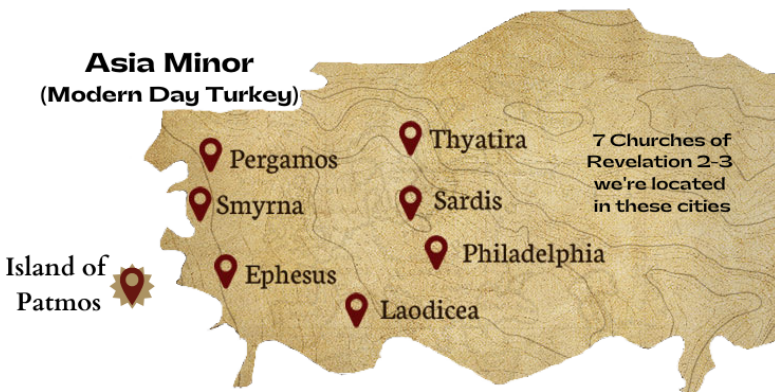 Asia Minor
(Modern Day Turkey)
Thyatira
7 Churches of
Revelation 2-3
we're located
in these cities
Pergamos
Smyrna
Sardis
Philadelphia
Island of
Patmos
Ephesus
Laodicea